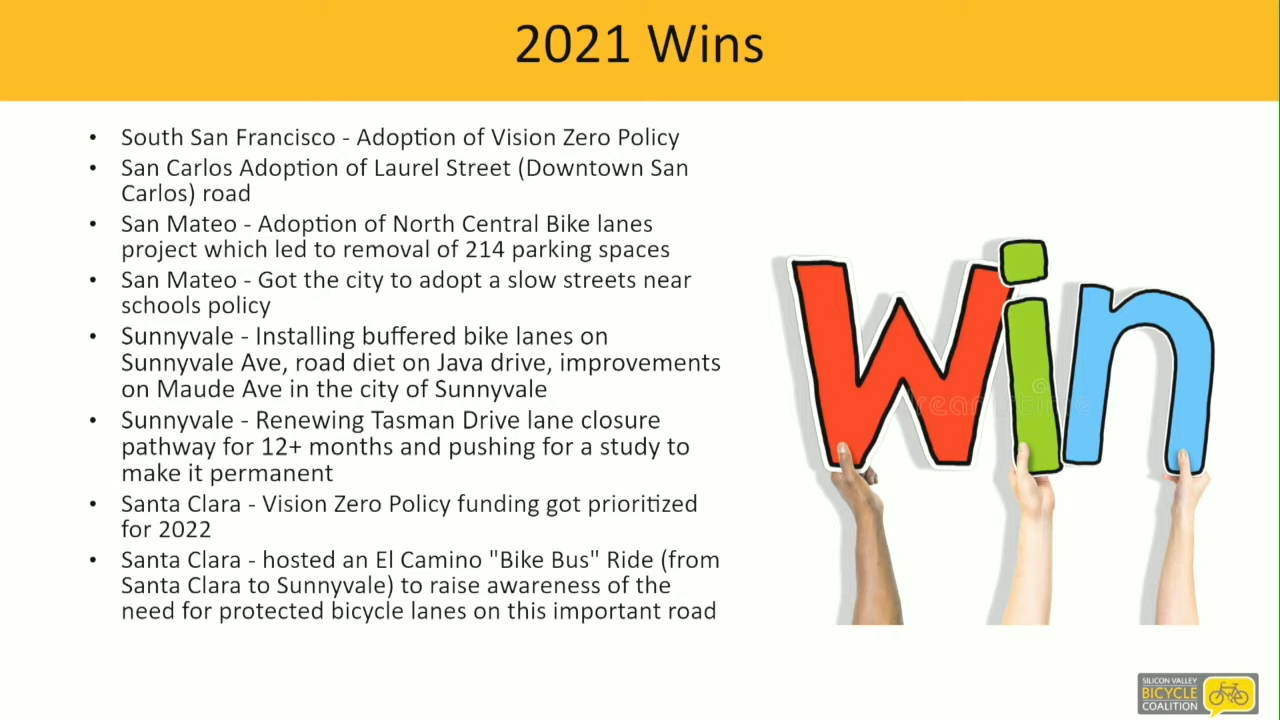 2021 Wins
• South San Francisco - Adoption of Vision Zero Policy
• San Carlos Adoption of Laurel Street (Downtown San
Carlos) road
• San Mateo - Adoption of North Central Bike lanes
project which led to removal of 214 parking spaces
• San Mateo - Got the city to adopt a slow streets near
schools policy
• Sunnyvale - Installing buffered bike lanes on
Sunnyvale Ave, road diet on Java drive, improvements
on Maude Ave in the city of Sunnyvale
• Sunnyvale - Renewing Tasman Drive lane closure
pathway for 12+ months and pushing for a study to
make it permanent
• Santa Clara - Vision Zero Policy funding got prioritized
for 2022
• Santa Clara - hosted an El Camino "Bike Bus" Ride (from
Santa Clara to Sunnyvale) to raise awareness of the
need for protected bicycle lanes on this important road
win
SILICON VALLEY
BICYCLE
COALITION